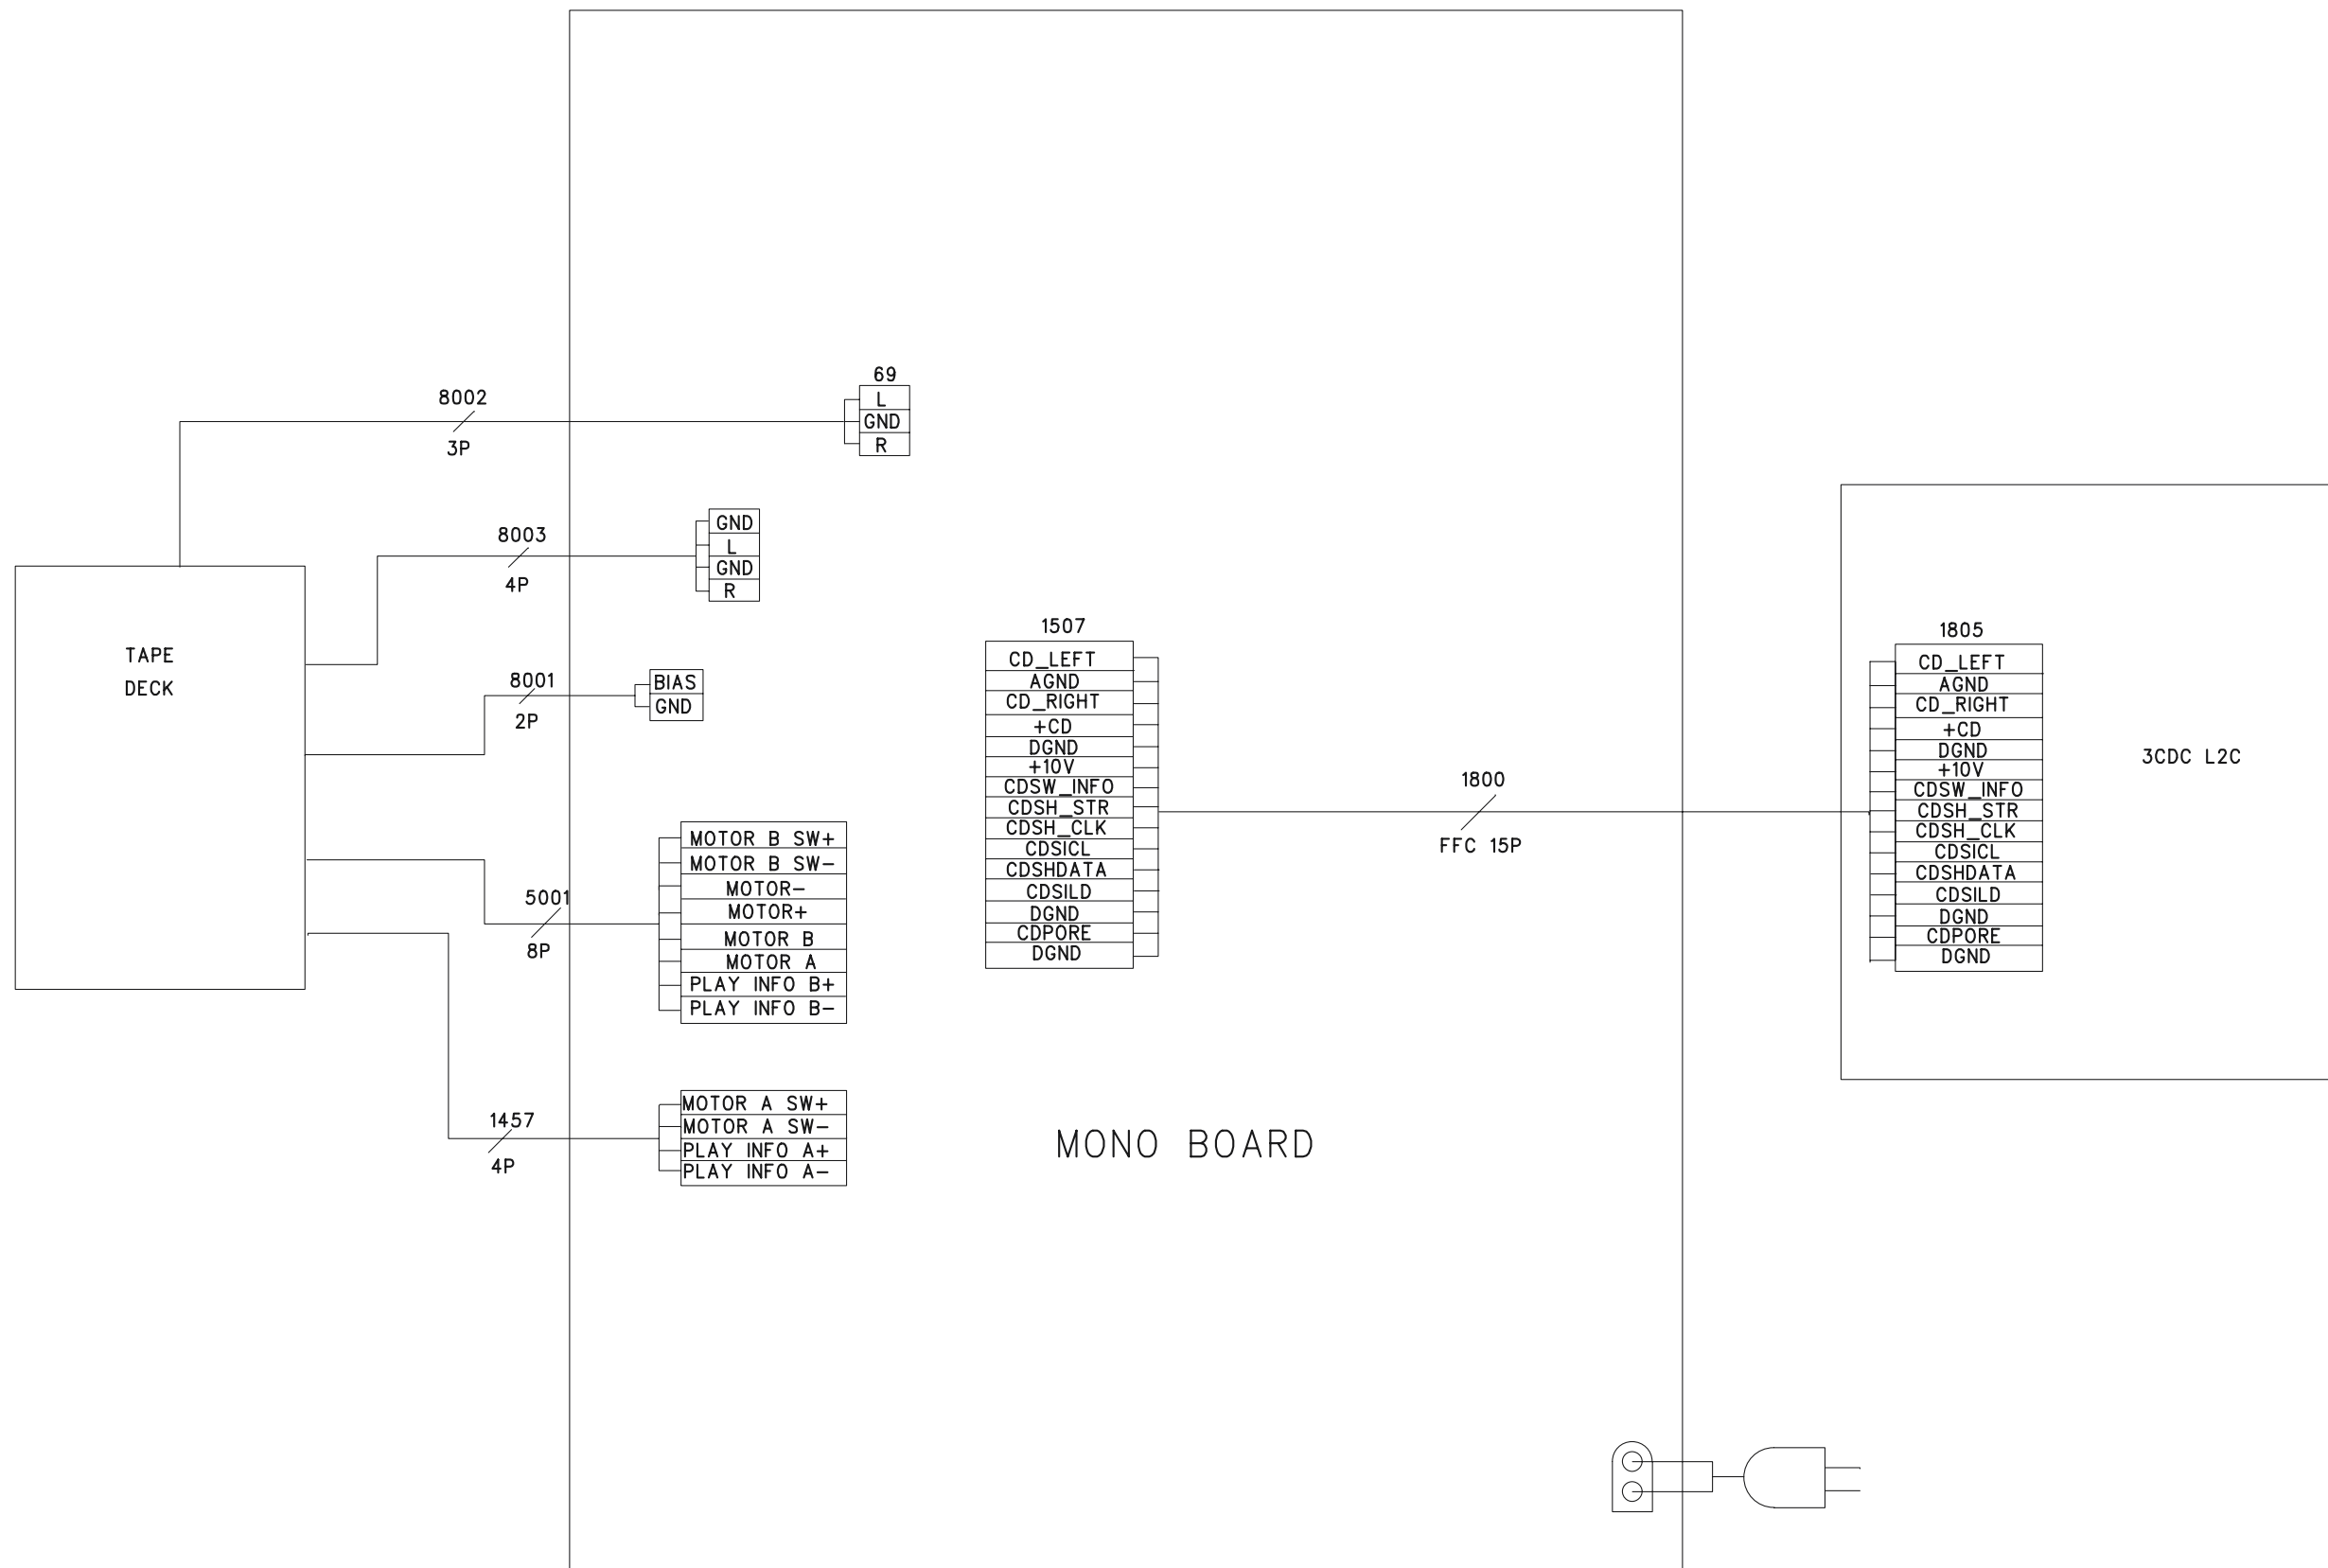 69
L
GND
R
8002
3P
8003
4P
GND
L
GND
R
TAPE
DECK
8001
2P
BIAS
GND
5001
8P
MOTOR B SW+
MOTOR B SW-
MOTOR-
MOTOR+
MOTOR B
MOTOR A
PLAY INFO B+
PLAY INFO B-
1457
4P
MOTOR A SW+
MOTOR A SW-
PLAY INFO A+
PLAY INFO A-
1507
CD_LEFT
AGND
CD_RIGHT
+CD
DGND
+10V
CDSW_INFO
CDSH_STR
CDSH_CLK
CDSICL
CDSHDATA
CDSILD
DGND
CDPORE
DGND
MONO BOARD
1800
FFC 15P
1805
CD_LEFT
AGND
CD_RIGHT
+CD
DGND
+10V
CDSW_INFO
CDSH_STR
CDSH_CLK
CDSICL
CDSHDATA
CDSILD
DGND
CDPORE
DGND
3CDC L2C